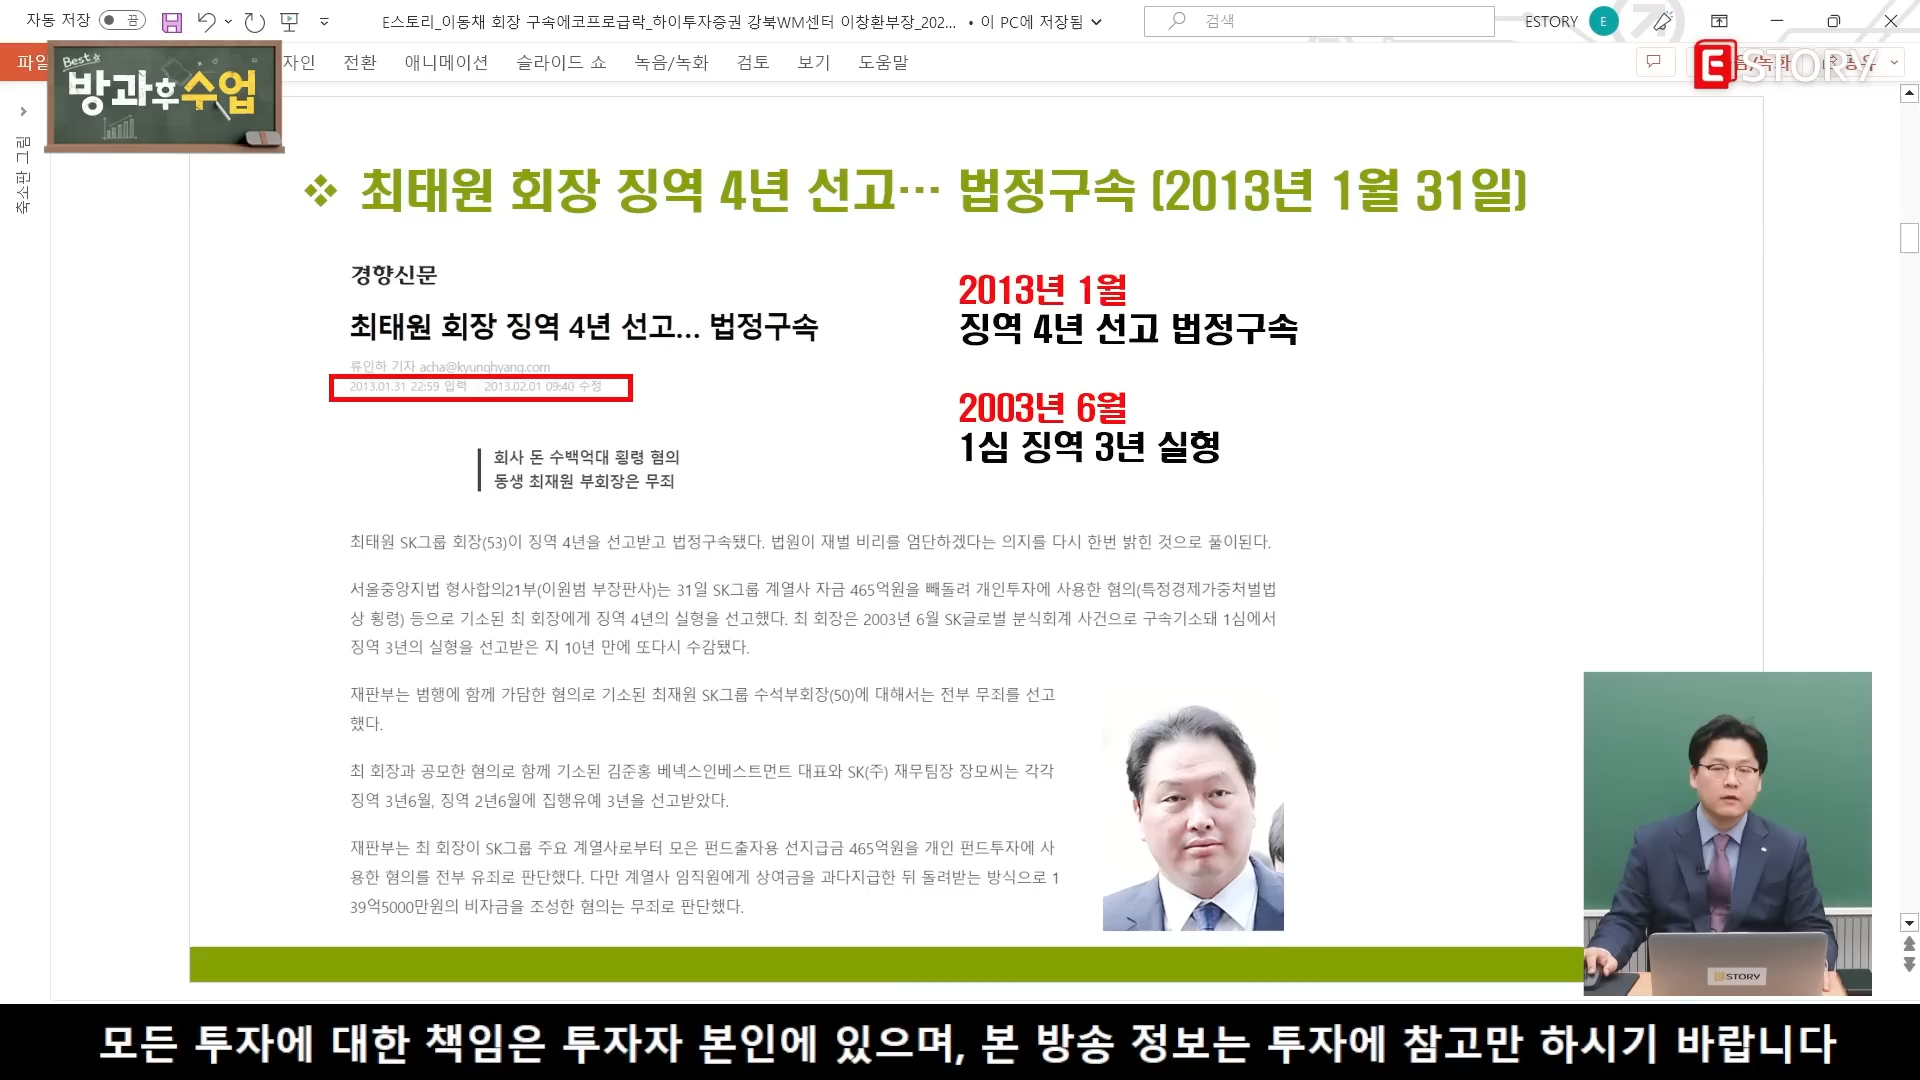 자동 저장 끔 E스토리_이동채 회장 구속에코프로급락_하이투자증권 강북WM센터 이창환부장_202... • 이 PC에 저장됨 검색 ESTORY E
파일 자인 전환 애니메이션 슬라이드 쇼 녹음/녹화 검토 보기 도움말
Best
방과후수업
E STORY
축소판 그림
❖ 최태원 회장 징역 4년 선고… 법정구속 (2013년 1월 31일)
경향신문
최태원 회장 징역 4년 선고... 법정구속
류인하 기자 acha@kyunghyang.com
2013.01.31 22:59 입력 2013.02.01 09:40 수정
2013년 1월
징역 4년 선고 법정구속
2003년 6월
1심 징역 3년 실형
회사 돈 수백억대 횡령 혐의
동생 최재원 부회장은 무죄
최태원 SK그룹 회장(53)이 징역 4년을 선고받고 법정구속됐다. 법원이 재벌 비리를 엄단하겠다는 의지를 다시 한번 밝힌 것으로 풀이된다.
서울중앙지법 형사합의21부(이원범 부장판사)는 31일 SK그룹 계열사 자금 465억원을 빼돌려 개인투자에 사용한 혐의(특정경제가중처벌법
상 횡령) 등으로 기소된 최 회장에게 징역 4년의 실형을 선고했다. 최 회장은 2003년 6월 SK글로벌 분식회계 사건으로 구속기소돼 1심에서
징역 3년의 실형을 선고받은 지 10년 만에 또다시 수감됐다.
재판부는 범행에 함께 가담한 혐의로 기소된 최재원 SK그룹 수석부회장(50)에 대해서는 전부 무죄를 선고
했다.
최 회장과 공모한 혐의로 함께 기소된 김준홍 베넥스인베스트먼트 대표와 SK(주) 재무팀장 장모씨는 각각
징역 3년6월, 징역 2년6월에 집행유예 3년을 선고받았다.
재판부는 최 회장이 SK그룹 주요 계열사로부터 모은 펀드출자용 선지급금 465억원을 개인 펀드투자에 사
용한 혐의를 전부 유죄로 판단했다. 다만 계열사 임직원에게 상여금을 과다지급한 뒤 돌려받는 방식으로 1
39억5000만원의 비자금을 조성한 혐의는 무죄로 판단했다.
ESTORY
모든 투자에 대한 책임은 투자자 본인에 있으며, 본 방송 정보는 투자에 참고만 하시기 바랍니다